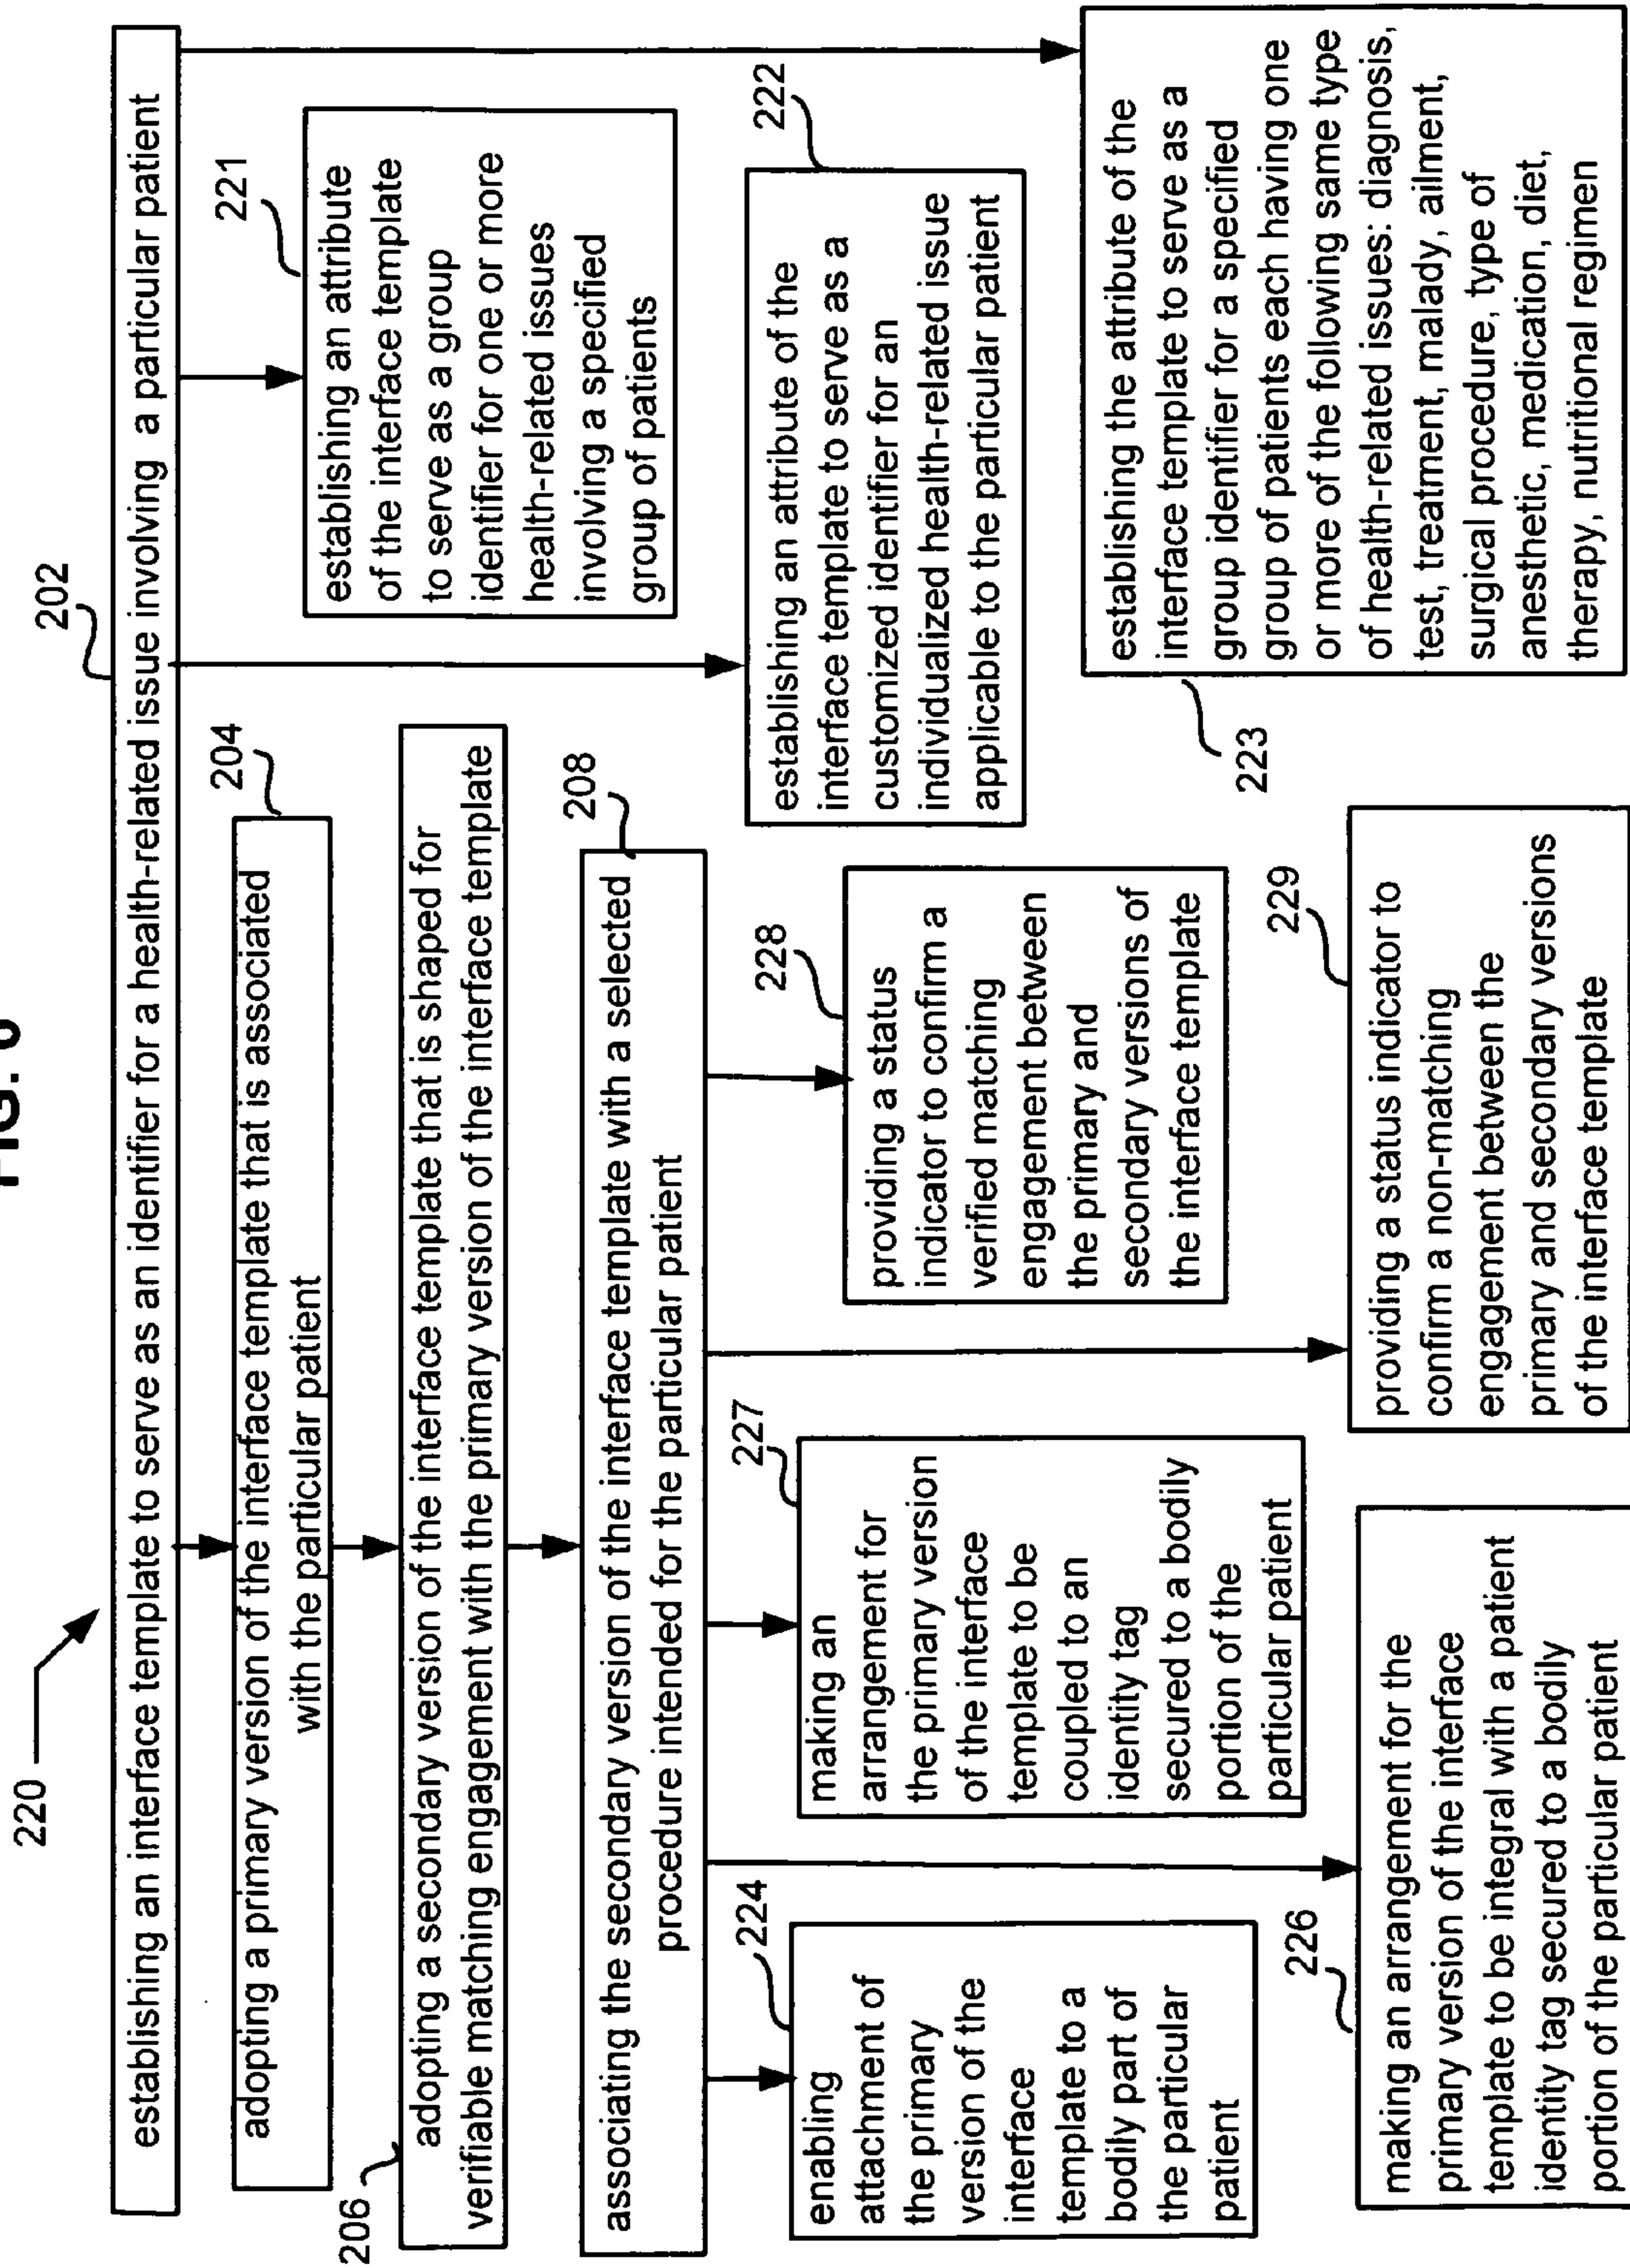 FIG.
220
202
establishing an interface template to serve as an identifier for a health-related issue involving a particular patient
204
adopting a primary version of the interface template that is associated
with the particular patient
221
establishing an attribute
of the interface template
to serve as a group
identifier for one or more
health-related issues
involving a specified
group of patients
206
adopting a secondary version of the interface template that is shaped for
verifiable matching engagement with the primary version of the interface template
208
associating the secondary version of the interface template with a selected
procedure intended for the particular patient
222
establishing an attribute of the
interface template to serve as a
customized identifier for an
individualized health-related issue
applicable to the particular patient
224
enabling
attachment of
the primary
version of the
interface
template to a
bodily part of
the particular
patient
227
making an
arrangement for
the primary version
of the interface
template to be
coupled to an
identity tag
secured to a bodily
portion of the
particular patient
228
providing a status
indicator to confirm a
verified matching
engagement between
the primary and
secondary versions of
the interface template
223
establishing the attribute of the
interface template to serve as a
group identifier for a specified
group of patients each having one
or more of the following same type
of health-related issues: diagnosis,
test, treatment, malady, ailment,
surgical procedure, type of
anesthetic, medication, diet,
therapy, nutritional regimen
226
making an arrangement for the
primary version of the interface
template to be integral with a patient
identity tag secured to a bodily
portion of the particular patient
229
providing a status indicator to
confirm a non-matching
engagement between the
primary and secondary versions
of the interface template